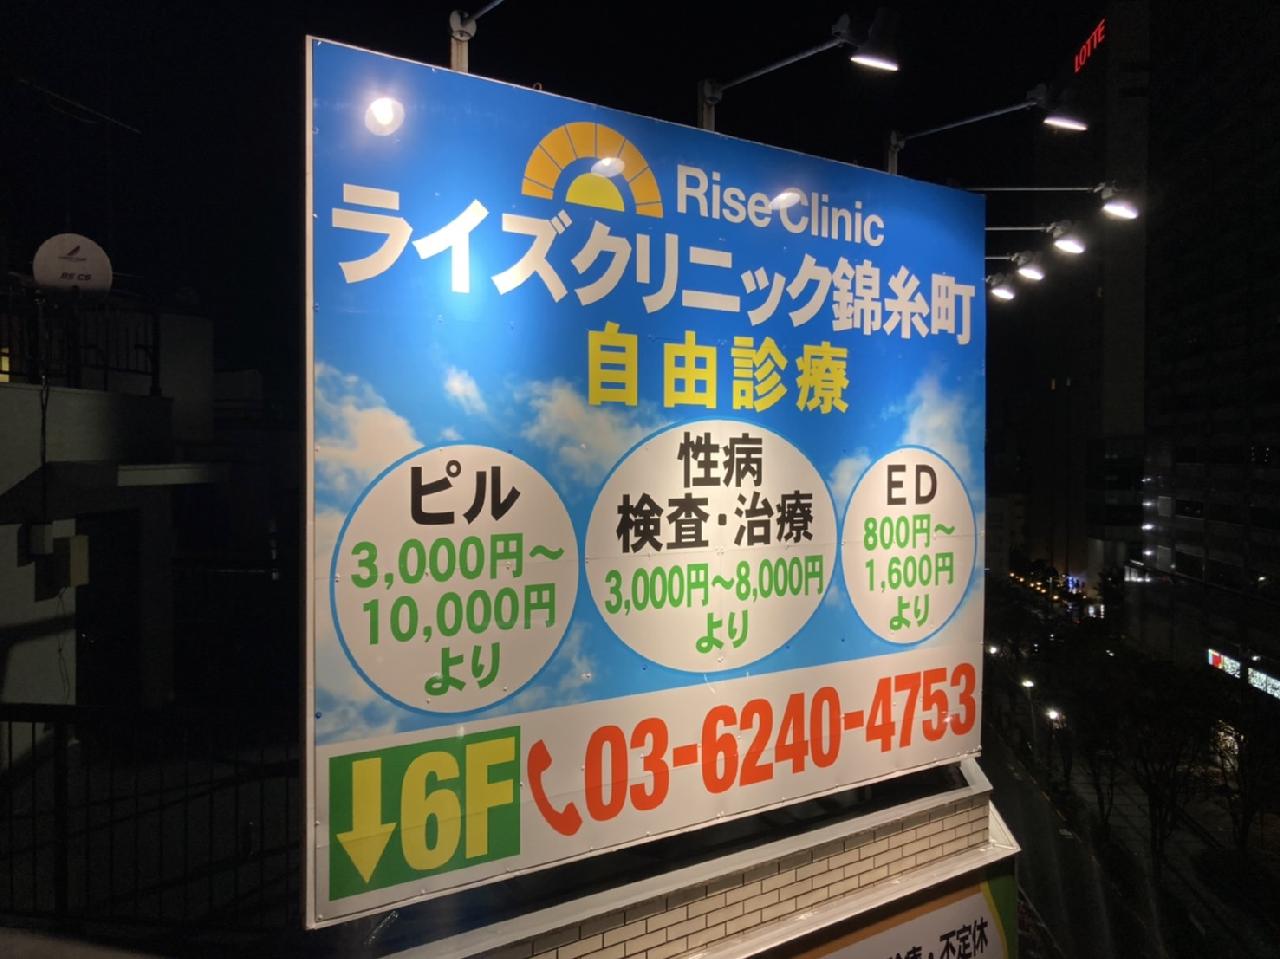 LOTTE
Rise Clinic
ライズクリニック錦糸町
自由診療
ピル
3,000円～
10,000円
より
性病
検査・治療
3,000円～8,000円
より
ED
800円～
1,600円
より
↓6F
03-6240-4753
不定休